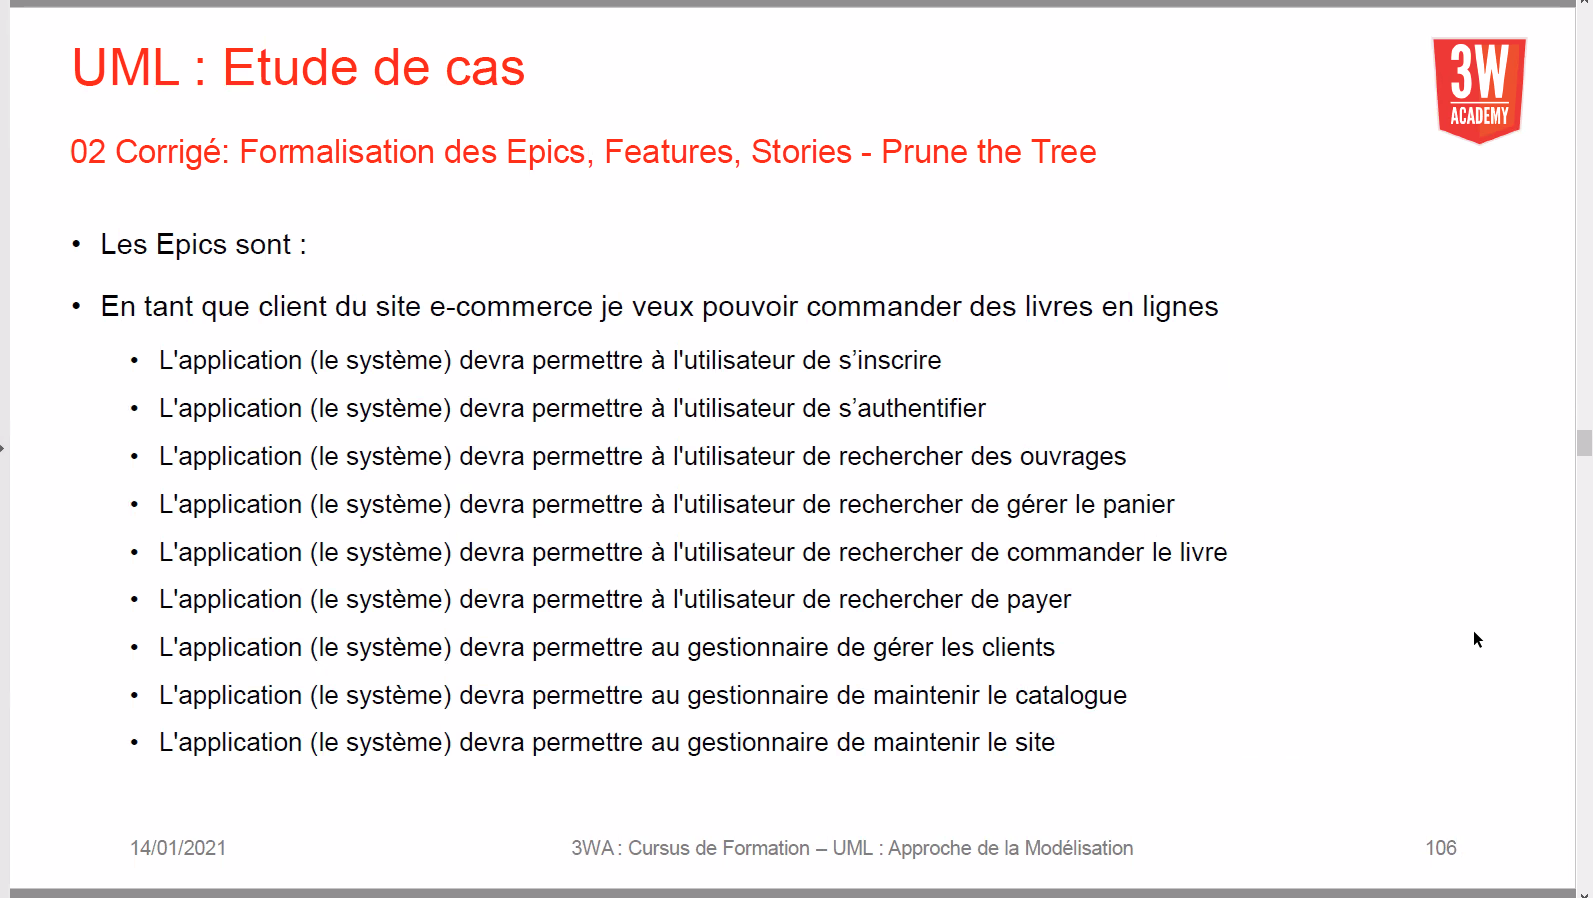 UML : Etude de cas
3W
ACADEMY
02 Corrigé: Formalisation des Epics, Features, Stories - Prune the Tree
• Les Epics sont :
• En tant que client du site e-commerce je veux pouvoir commander des livres en lignes
• L'application (le système) devra permettre à l'utilisateur de s’inscrire
• L'application (le système) devra permettre à l'utilisateur de s’authentifier
• L'application (le système) devra permettre à l'utilisateur de rechercher des ouvrages
• L'application (le système) devra permettre à l'utilisateur de rechercher de gérer le panier
• L'application (le système) devra permettre à l'utilisateur de rechercher de commander le livre
• L'application (le système) devra permettre à l'utilisateur de rechercher de payer
• L'application (le système) devra permettre au gestionnaire de gérer les clients
• L'application (le système) devra permettre au gestionnaire de maintenir le catalogue
• L'application (le système) devra permettre au gestionnaire de maintenir le site
14/01/2021
3WA : Cursus de Formation – UML : Approche de la Modélisation
106